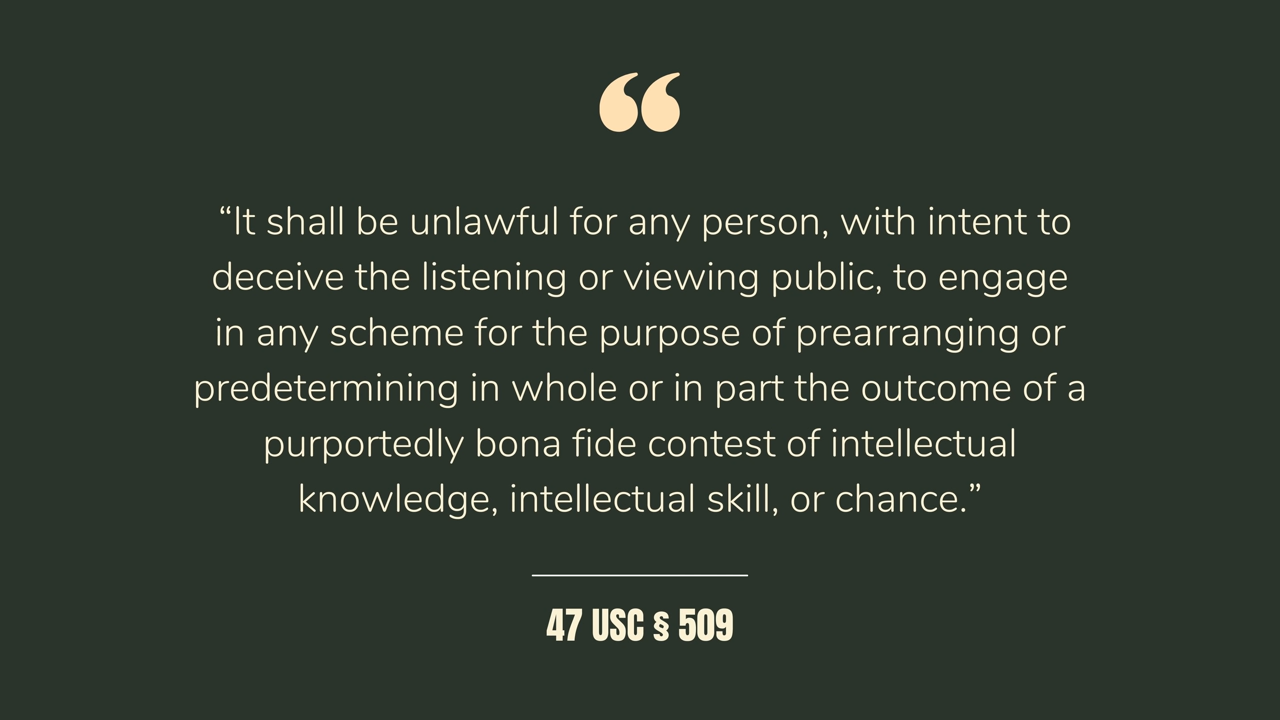 “
“It shall be unlawful for any person, with intent to
deceive the listening or viewing public, to engage
in any scheme for the purpose of prearranging or
predetermining in whole or in part the outcome of a
purportedly bona fide contest of intellectual
knowledge, intellectual skill, or chance.”
47 USC § 509